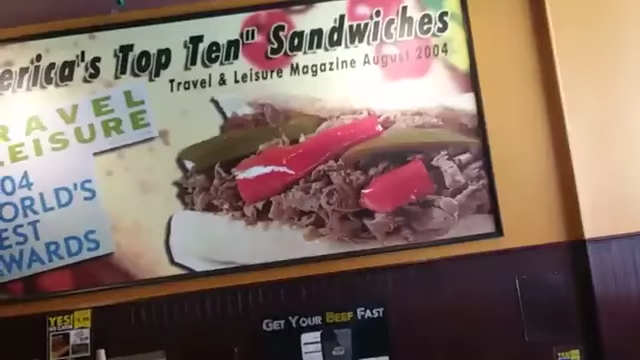 erica's Top Ten" Sandwiches
Travel & Leisure Magazine August 2004
RAVEL
LEISURE
04
ORLD'S
EST
WARDS
GET YOUR BEEF FAST
YES!